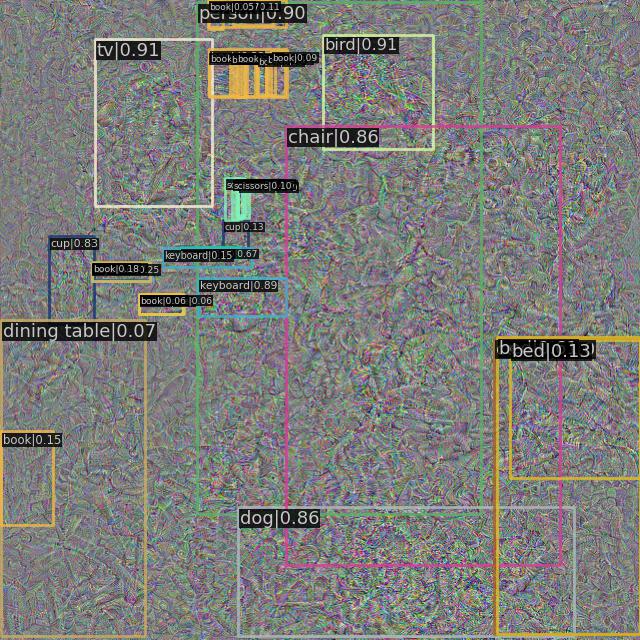 book|0.05
person|0.90
tv|0.91
bird|0.91
book|0.09
chair|0.86
scissors|0.10
cup|0.13
cup|0.83
keyboard|0.15
0.67
book|0.18
0.25
keyboard|0.89
book|0.06
|0.06
dining table|0.07
bed|0.13
book|0.15
dog|0.86